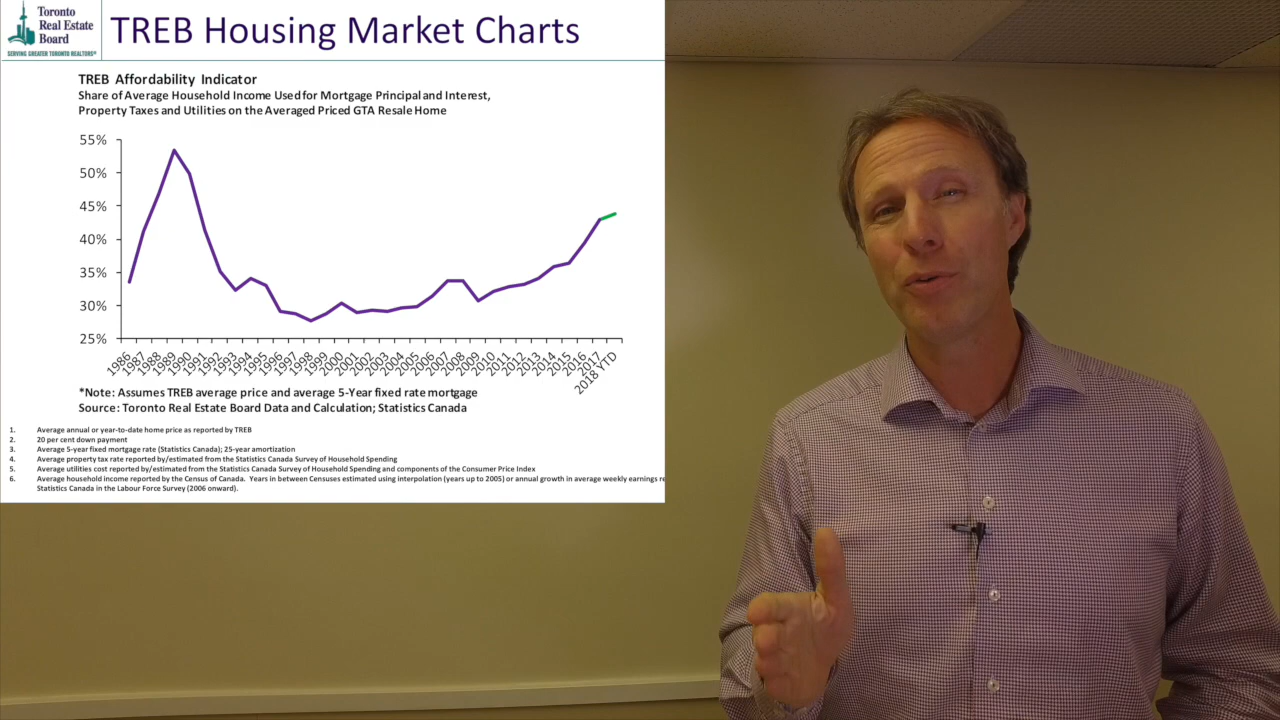 Toronto
Real Estate
Board
SERVING GREATER TORONTO REALTORS®
TREB Housing Market Charts
TREB Affordability Indicator
Share of Average Household Income Used for Mortgage Principal and Interest,
Property Taxes and Utilities on the Averaged Priced GTA Resale Home
55%
50%
45%
40%
35%
30%
25%
1986 1987 1988 1989 1990 1991 1992 1993 1994 1995 1996 1997 1998 1999 2000 2001 2002 2003 2004 2005 2006 2007 2008 2009 2010 2011 2012 2013 2014 2015 2016 2017 2018 YTD
*Note: Assumes TREB average price and average 5-Year fixed rate mortgage
Source: Toronto Real Estate Board Data and Calculation; Statistics Canada
1. Average annual or year-to-date home price as reported by TREB
2. 20 per cent down payment
3. Average 5-year fixed mortgage rate (Statistics Canada); 25-year amortization
4. Average property tax rate reported by/estimated from the Statistics Canada Survey of Household Spending
5. Average utilities cost reported by/estimated from the Statistics Canada Survey of Household Spending and components of the Consumer Price Index
6. Average household income reported by the Census of Canada. Years in between Censuses estimated using interpolation (years up to 2005) or annual growth in average weekly earnings re
Statistics Canada in the Labour Force Survey (2006 onward).